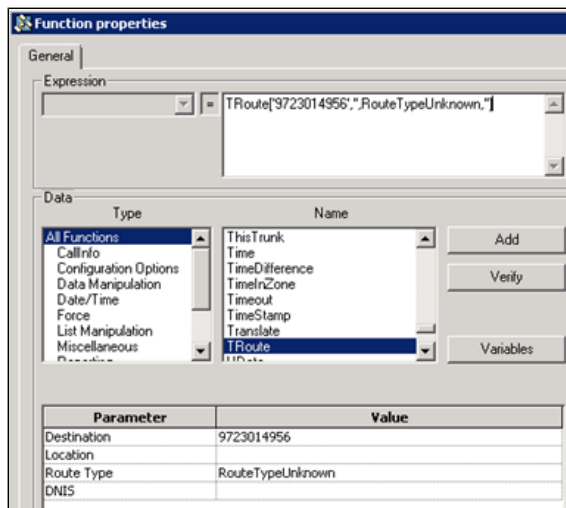 Function properties
General
Expression
=
TRoute['9723014956','',RouteTypeUnknown,'']
Data
Type
Name
All Functions
CallInfo
Configuration Options
Data Manipulation
Date/Time
Force
List Manipulation
Miscellaneous
Reporting
ThisTrunk
Time
TimeDifference
TimeInZone
Timeout
TimeStamp
Translate
TRoute
UData
Add
Verify
Variables
Parameter Value
Destination 9723014956
Location
Route Type RouteTypeUnknown
DNIS